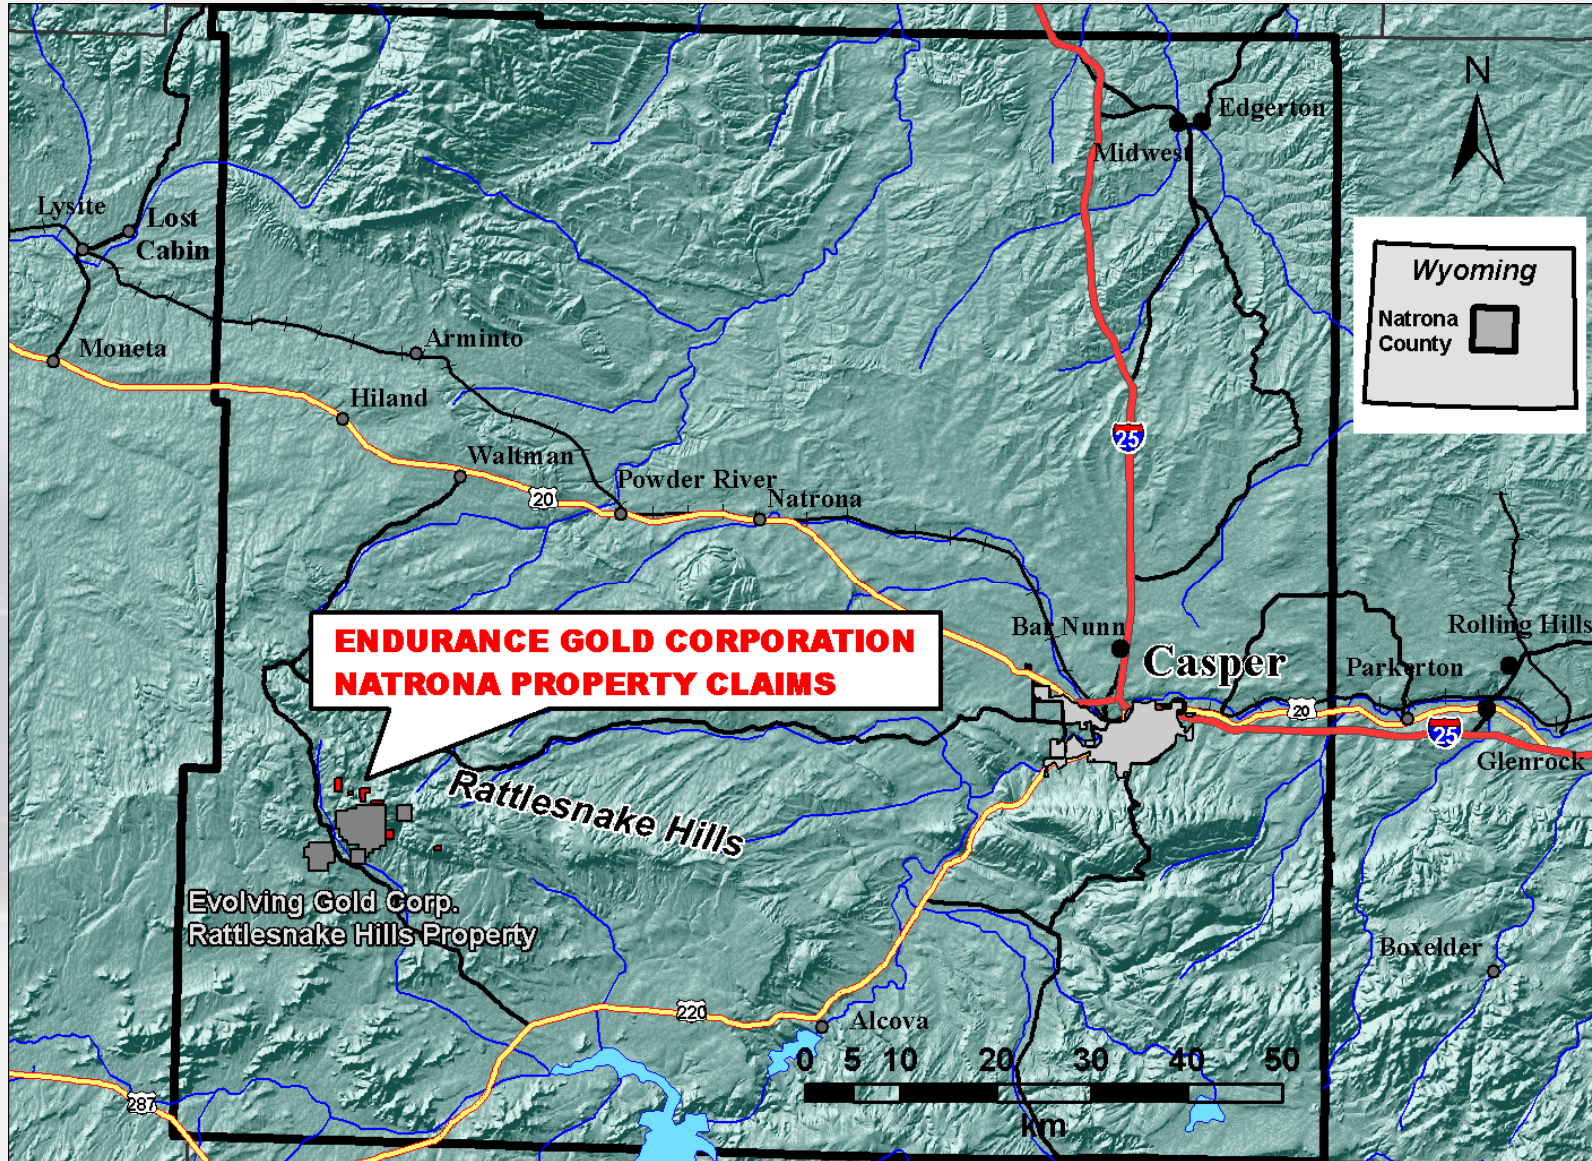 N
Edgerton
Midwest
Lysite
Lost
Cabin
Wyoming
Natrona
County
Arminto
Moneta
Hiland
25
Waltman
20
Powder River
Natrona
ENDURANCE GOLD CORPORATION
NATRONA PROPERTY CLAIMS
Bar Nunn
Casper
Rolling Hills
Parkerton
20
25
Glenrock
Rattlesnake Hills
Evolving Gold Corp.
Rattlesnake Hills Property
Boxelder
220
Alcova
0 5 10 20 30 40 50
km
287